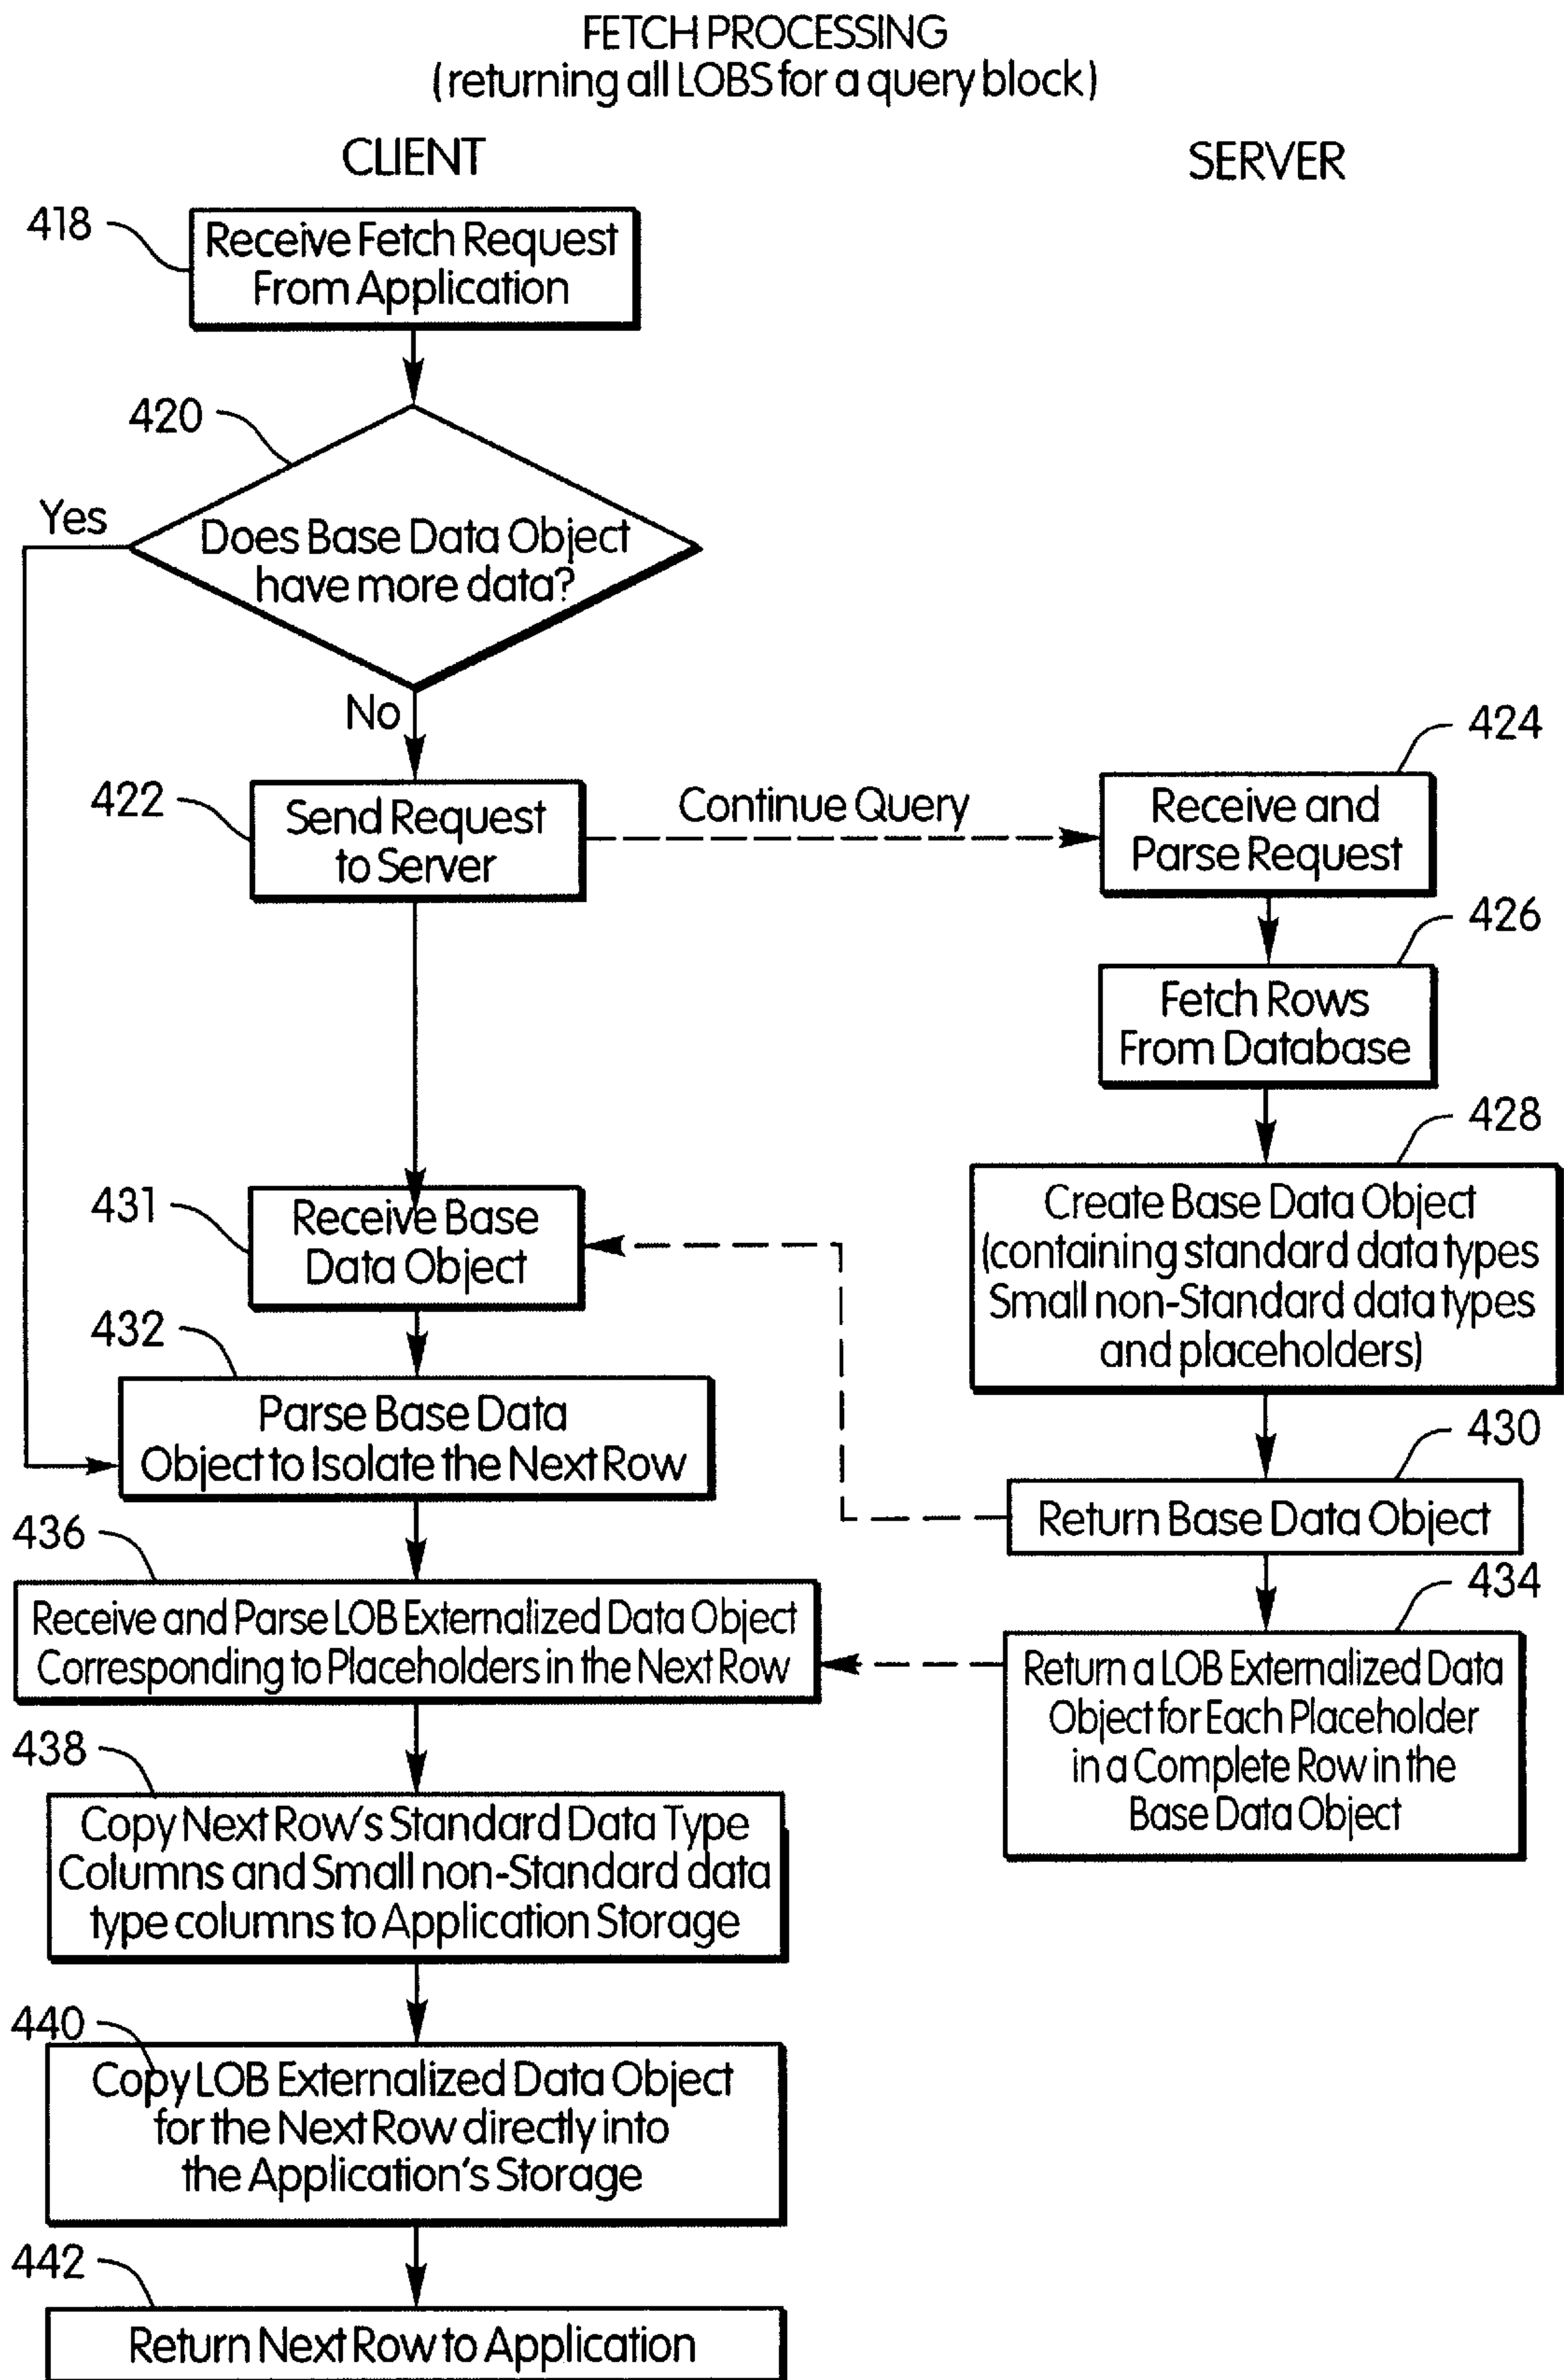 FETCH PROCESSING
(returning all LOBS for a query block)
CLIENT
SERVER
418
Receive Fetch Request
From Application
420
Yes
Does Base Data Object
have more data?
No
422
Send Request
to Server
Continue Query
424
Receive and
Parse Request
426
Fetch Rows
From Database
428
Create Base Data Object
(containing standard data types
Small non-Standard data types
and placeholders)
430
Return Base Data Object
431
Receive Base
Data Object
432
Parse Base Data
Object to Isolate the Next Row
434
Return a LOB Externalized Data
Object for Each Placeholder
in a Complete Row in the
Base Data Object
436
Receive and Parse LOB Externalized Data Object
Corresponding to Placeholders in the Next Row
438
Copy Next Row's Standard Data Type
Columns and Small non-Standard data
type columns to Application Storage
440
Copy LOB Externalized Data Object
for the Next Row directly into
the Application's Storage
442
Return Next Row to Application